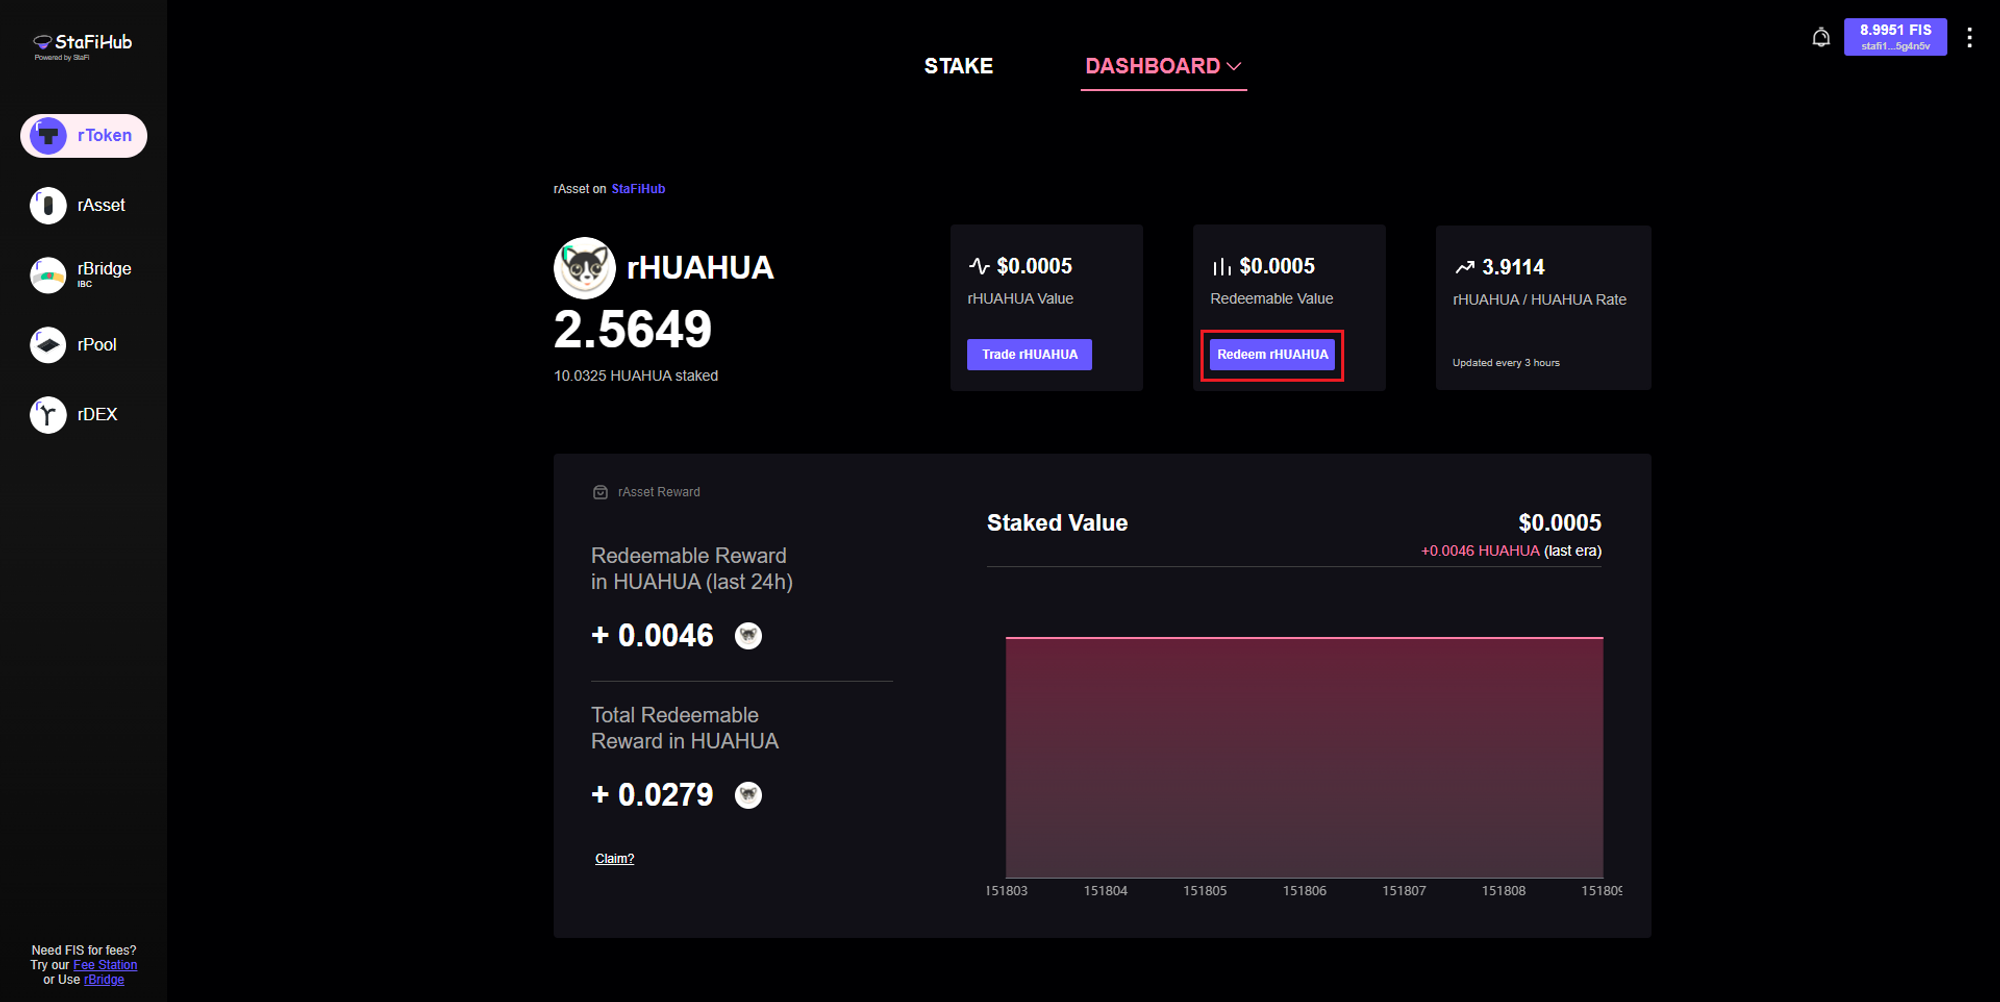 StaFiHub
Powered by StaFi
rToken
rAsset
rBridge
IBC
rPool
rDEX
Need FIS for fees?
Try our Fee Station
or Use rBridge
STAKE
DASHBOARD
8.9951 FIS
stafi1...5g4n5v
rAsset on StaFiHub
rHUAHUA
2.5649
10.0325 HUAHUA staked
$0.0005
rHUAHUA Value
Trade rHUAHUA
$0.0005
Redeemable Value
Redeem rHUAHUA
3.9114
rHUAHUA / HUAHUA Rate
Updated every 3 hours
rAsset Reward
Redeemable Reward
in HUAHUA (last 24h)
+ 0.0046
Total Redeemable
Reward in HUAHUA
+ 0.0279
Claim?
Staked Value
$0.0005
+0.0046 HUAHUA (last era)
151803 151804 151805 151806 151807 151808 151809